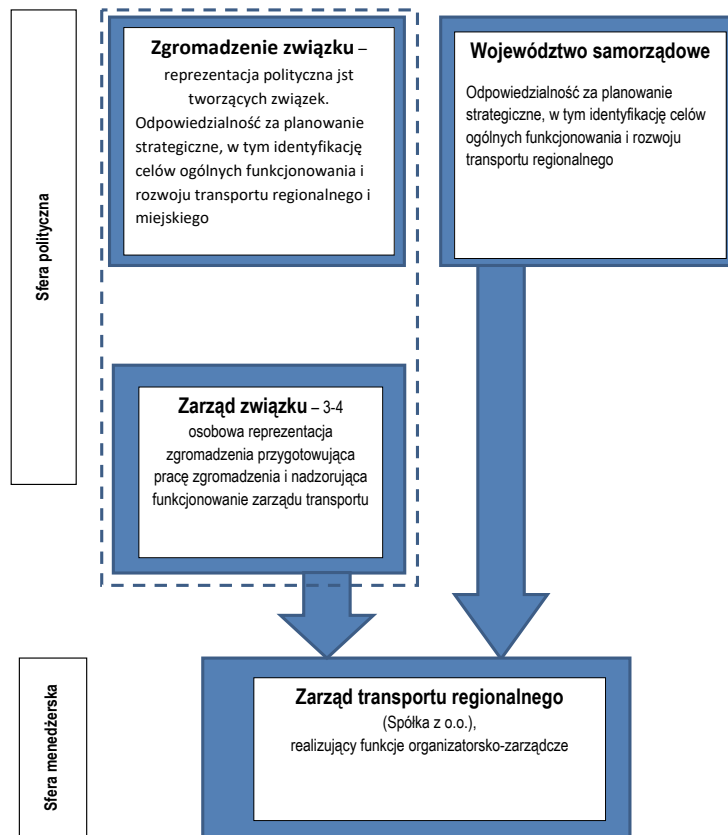 Sfera polityczna
Zgromadzenie związku –
reprezentacja polityczna jst
tworzących związek.
Odpowiedzialność za planowanie
strategiczne, w tym identyfikację
celów ogólnych funkcjonowania i
rozwoju transportu regionalnego i
miejskiego
Województwo samorządowe
Odpowiedzialność za planowanie
strategiczne, w tym identyfikację celów
ogólnych funkcjonowania i rozwoju
transportu regionalnego
Zarząd związku – 3-4
osobowa reprezentacja
zgromadzenia przygotowująca
pracę zgromadzenia i nadzorująca
funkcjonowanie zarządu transportu
Sfera menedżerska
Zarząd transportu regionalnego
(Spółka z o.o.),
realizujący funkcje organizatorsko-zarządcze